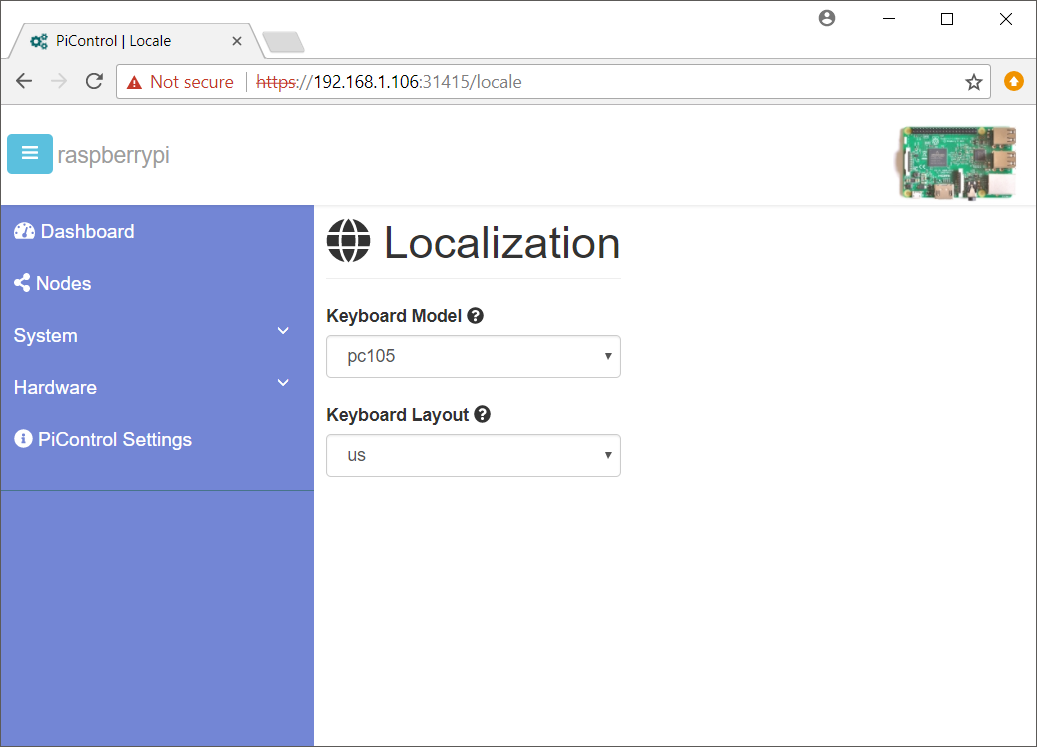 PiControl | Locale
Not secure
https://192.168.1.106:31415/locale
raspberrypi
Dashboard
Nodes
System
Hardware
PiControl Settings
Localization
Keyboard Model
pc105
Keyboard Layout
us